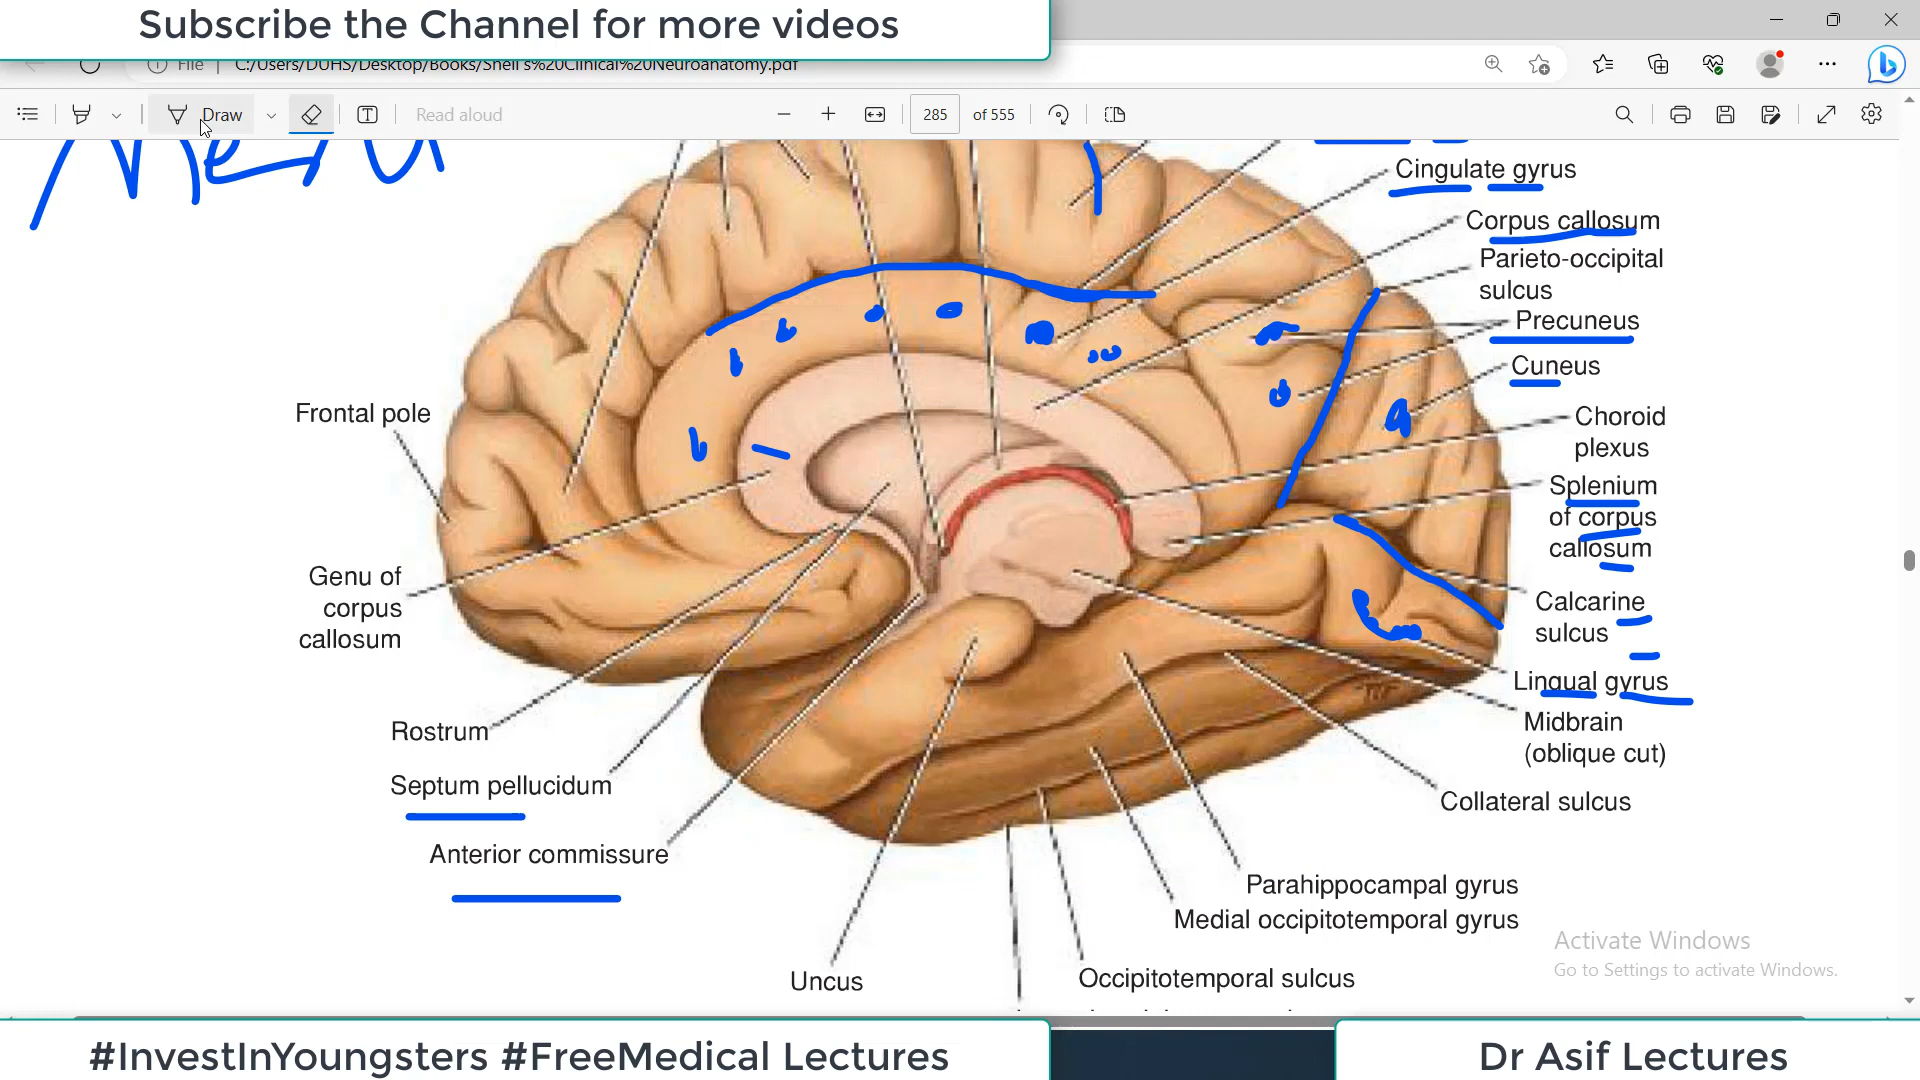 Subscribe the Channel for more videos
File | C:/Users/DUHS/Desktop/Books/Snell's%20Clinical%20Neuroanatomy.pdf
Draw
Read aloud
285 of 555
Cingulate gyrus
Corpus callosum
Parieto-occipital
sulcus
Precuneus
Cuneus
Frontal pole
Choroid
plexus
Splenium
of corpus
callosum
Genu of
corpus
callosum
Calcarine
sulcus
Lingual gyrus
Rostrum
Midbrain
(oblique cut)
Septum pellucidum
Collateral sulcus
Anterior commissure
Parahippocampal gyrus
Medial occipitotemporal gyrus
Uncus
Occipitotemporal sulcus
Activate Windows
Go to Settings to activate Windows.
#InvestInYoungsters #FreeMedical Lectures
Dr Asif Lectures